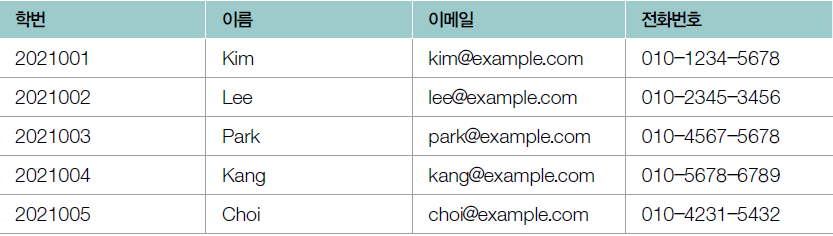 학번 이름 이메일 전화번호
2021001 Kim kim@example.com 010-1234-5678
2021002 Lee lee@example.com 010-2345-3456
2021003 Park park@example.com 010-4567-5678
2021004 Kang kang@example.com 010-5678-6789
2021005 Choi choi@example.com 010-4231-5432